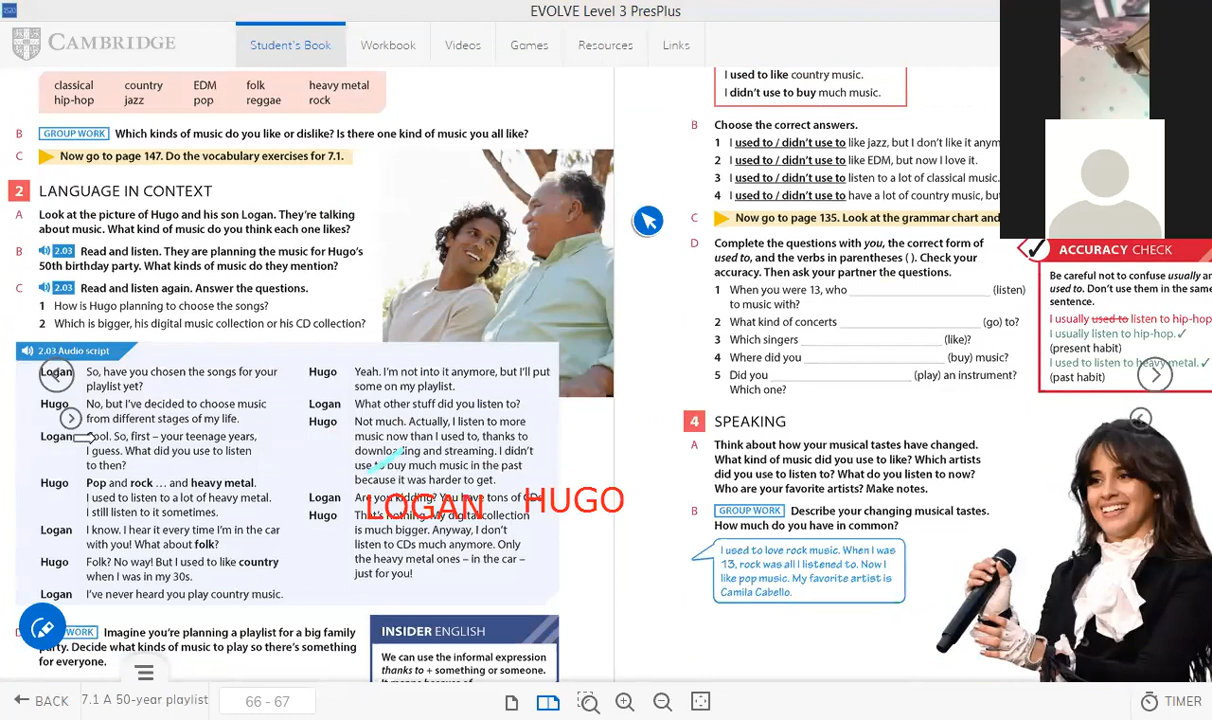 EVOLVE Level 3 PresPlus
CAMBRIDGE
Student's Book
Workbook
Videos
Games
Resources
Links
classical country EDM folk heavy metal
hip-hop jazz pop reggae rock
B GROUP WORK Which kinds of music do you like or dislike? Is there one kind of music you all like?
C Now go to page 147. Do the vocabulary exercises for 7.1.
2 LANGUAGE IN CONTEXT
A Look at the picture of Hugo and his son Logan. They're talking
about music. What kind of music do you think each one likes?
B 2.03 Read and listen. They are planning the music for Hugo's
50th birthday party. What kinds of music do they mention?
C 2.03 Read and listen again. Answer the questions.
1 How is Hugo planning to choose the songs?
2 Which is bigger, his digital music collection or his CD collection?
2.03 Audio script
Logan So, have you chosen the songs for your
playlist yet?
Hugo No, but I've decided to choose music
from different stages of my life.
Logan Cool. So, first – your teenage years,
I guess. What did you use to listen
to then?
Hugo Pop and rock … and heavy metal.
I used to listen to a lot of heavy metal.
I still listen to it sometimes.
Logan I know. I hear it every time I'm in the car
with you! What about folk?
Hugo Folk? No way! But I used to like country
when I was in my 30s.
Logan I've never heard you play country music.
Hugo Yeah. I'm not into it anymore, but I'll put
some on my playlist.
Logan What other stuff did you listen to?
Hugo Not much. Actually, I listen to more
music now than I used to, thanks to
downloading and streaming. I didn't
use to buy much music in the past
because it was harder to get.
Logan Are you kidding? You have tons of CDs
Hugo That's nothing. My digital collection
is much bigger. Anyway, I don't
listen to CDs much anymore. Only
the heavy metal ones – in the car –
just for you!
LOGAN HUGO
WORK Imagine you're planning a playlist for a big family
party. Decide what kinds of music to play so there's something
for everyone.
INSIDER ENGLISH
We can use the informal expression
thanks to + something or someone.
It means because of
I used to like country music.
I didn't use to buy much music.
B Choose the correct answers.
1 I used to / didn't use to like jazz, but I don't like it anym
2 I used to / didn't use to like EDM, but now I love it.
3 I used to / didn't use to listen to a lot of classical music.
4 I used to / didn't use to have a lot of country music, bu
C Now go to page 135. Look at the grammar chart and
D Complete the questions with you, the correct form of
used to, and the verbs in parentheses ( ). Check your
accuracy. Then ask your partner the questions.
1 When you were 13, who ____ (listen)
to music with?
2 What kind of concerts ____ (go) to?
3 Which singers ____ (like)?
4 Where did you ____ (buy) music?
5 Did you ____ (play) an instrument?
Which one?
ACCURACY CHECK
Be careful not to confuse usually an
used to. Don't use them in the same
sentence.
I usually used to listen to hip-hop
I usually listen to hip-hop. ✓
(present habit)
I used to listen to heavy metal. ✓
(past habit)
4 SPEAKING
A Think about how your musical tastes have changed.
What kind of music did you use to like? Which artists
did you use to listen to? What do you listen to now?
Who are your favorite artists? Make notes.
B GROUP WORK Describe your changing musical tastes.
How much do you have in common?
I used to love rock music. When I was
13, rock was all I listened to. Now I
like pop music. My favorite artist is
Camila Cabello.
BACK
7.1 A 50-year playlist
66 - 67
TIMER